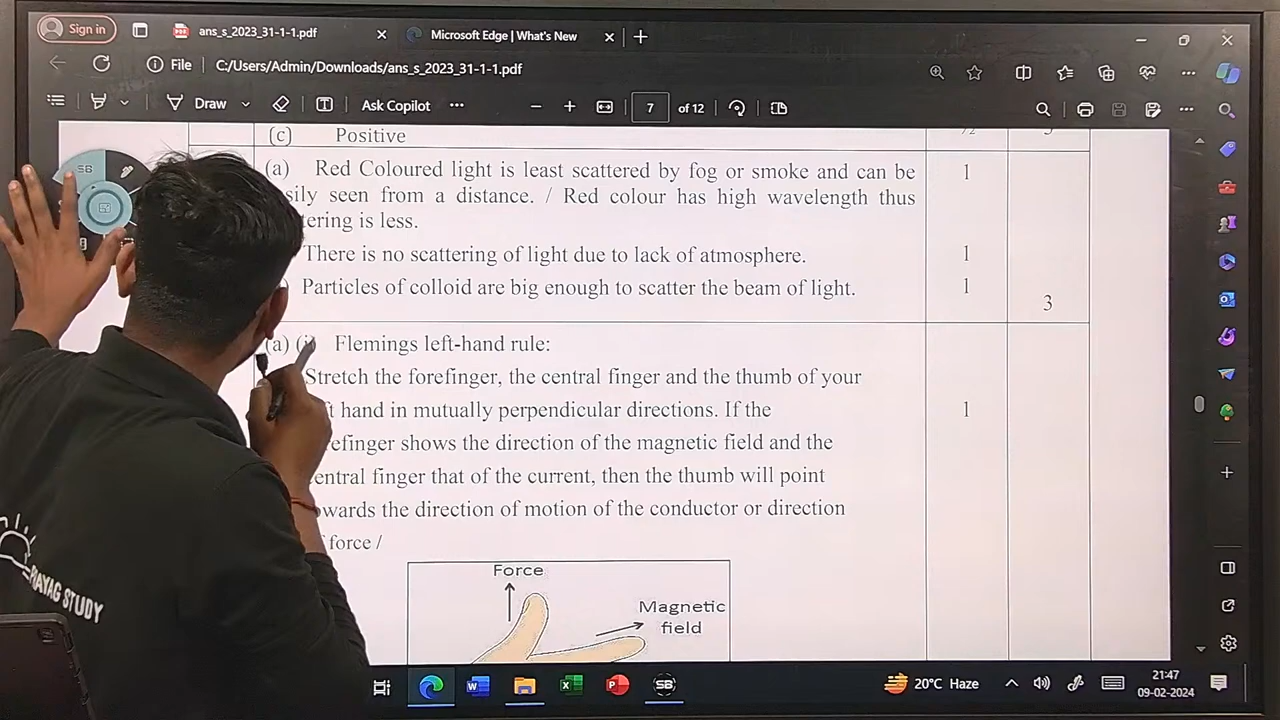 Sign in
ans_s_2023_31-1-1.pdf
Microsoft Edge | What's New
File
C:/Users/Admin/Downloads/ans_s_2023_31-1-1.pdf
Draw
Ask Copilot
7
of 12
(c) Positive
½
(a) Red Coloured light is least scattered by fog or smoke and can be
seen from a distance. / Red colour has high wavelength thus
is less.
1
There is no scattering of light due to lack of atmosphere.
1
Particles of colloid are big enough to scatter the beam of light.
1
3
(a) (i) Flemings left-hand rule:
Stretch the forefinger, the central finger and the thumb of your
hand in mutually perpendicular directions. If the
1
shows the direction of the magnetic field and the
finger that of the current, then the thumb will point
the direction of motion of the conductor or direction
force /
Force
Magnetic
field
SB
PRAYAG STUDY
20°C Haze
21:47
09-02-2024
SB